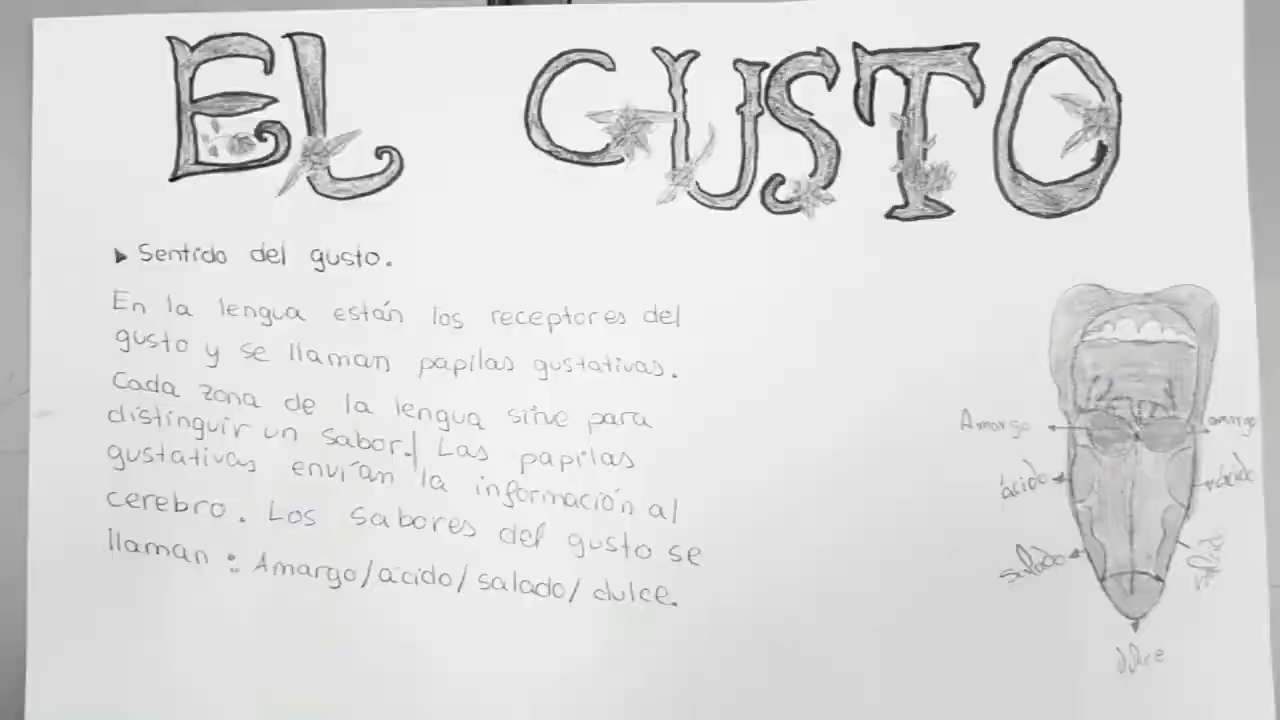 EL GUSTO
▸ Sentido del gusto.
En la lengua están los receptores del
gusto y se llaman papilas gustativas.
Cada zona de la lengua sirve para
distinguir un sabor. Las papilas
gustativas envían la información al
cerebro. Los sabores del gusto se
llaman : Amargo/ácido/salado/dulce.
Amargo
amargo
ácido
ácido
salado
salado
dulce